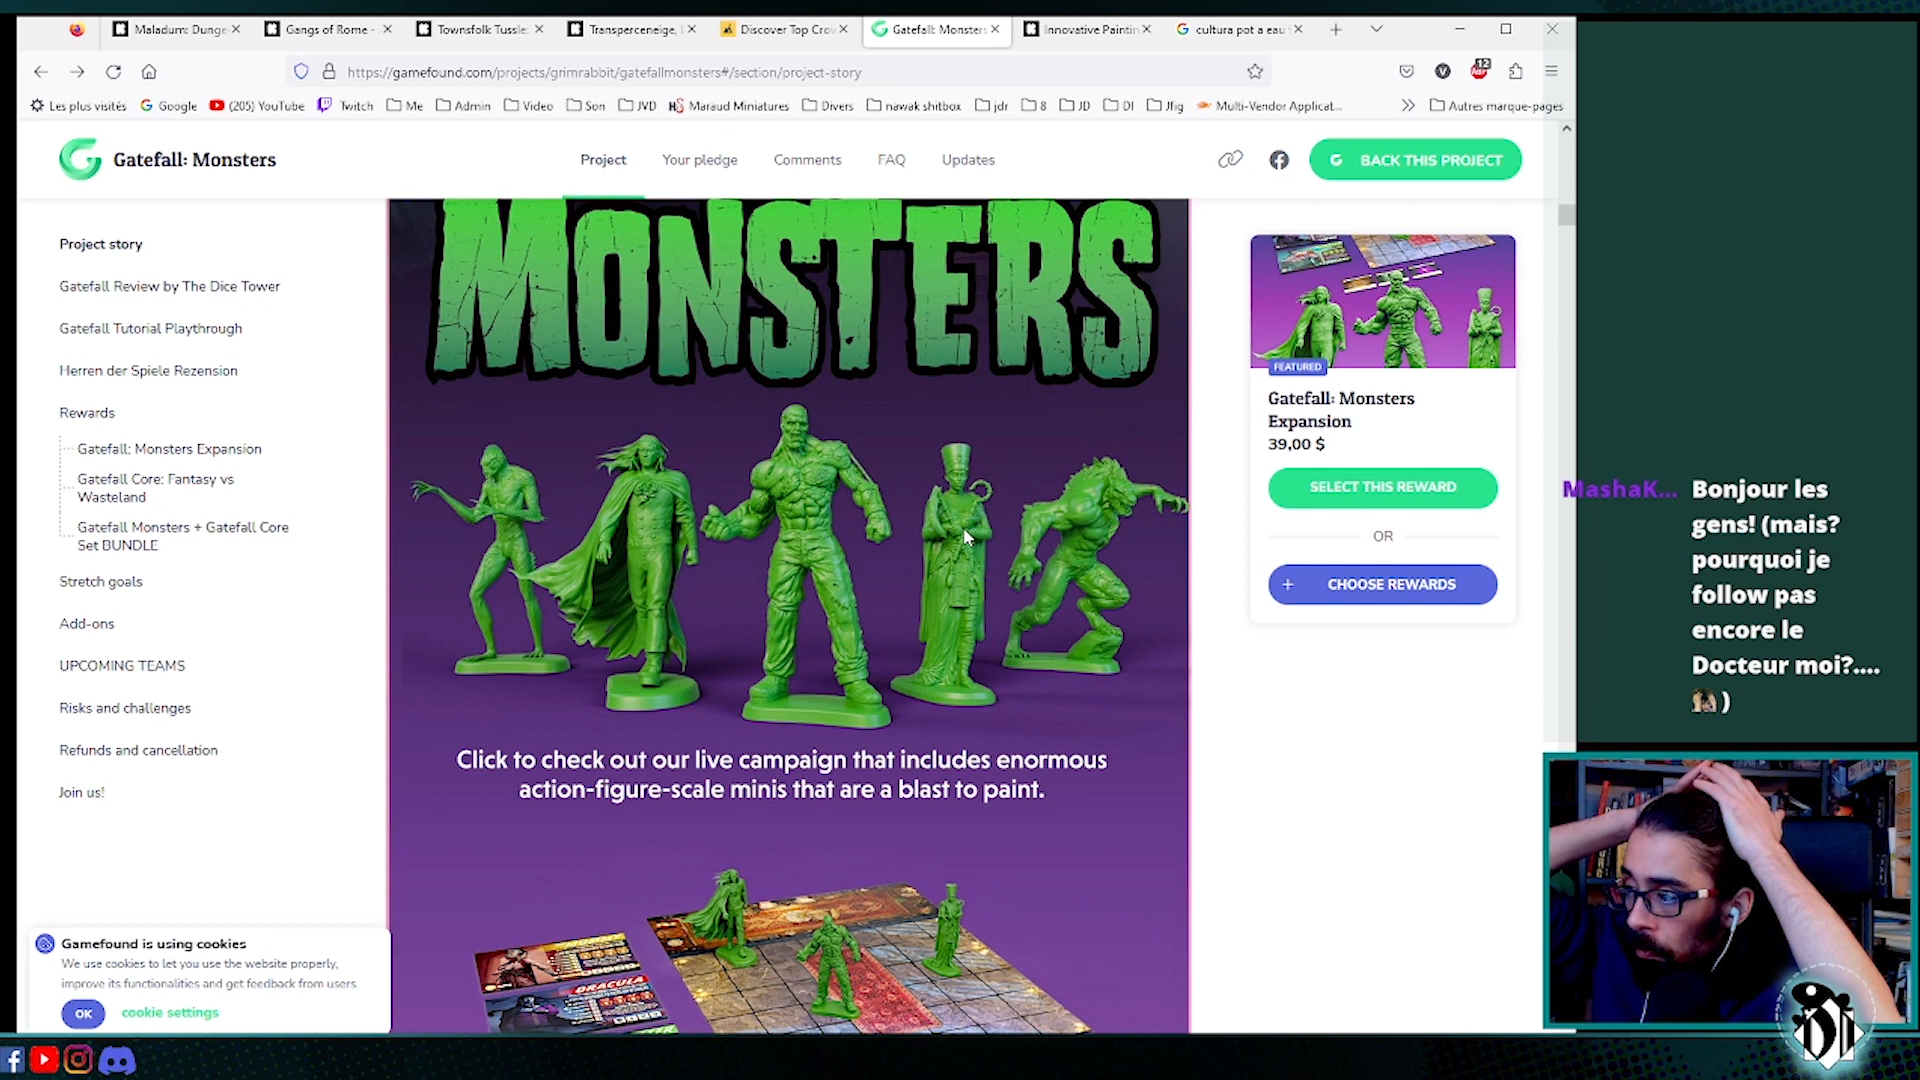 Maladum: Dunge
Gangs of Rome -
Townsfolk Tussle:
Transperceneige, l
Discover Top Crow
Gatefall: Monsters
Innovative Paintin
cultura pot a eau
https://gamefound.com/projects/grimrabbit/gatefallmonsters#/section/project-story
12
Les plus visités
Google
(205) YouTube
Twitch
Me
Admin
Video
Son
JVD
Maraud Miniatures
Divers
nawak shitbox
jdr
8
JD
DI
Jfig
Multi-Vendor Applicat...
Autres marque-pages
Gatefall: Monsters
Project
Your pledge
Comments
FAQ
Updates
BACK THIS PROJECT
Project story
Gatefall Review by The Dice Tower
Gatefall Tutorial Playthrough
Herren der Spiele Rezension
Rewards
Gatefall: Monsters Expansion
Gatefall Core: Fantasy vs
Wasteland
Gatefall Monsters + Gatefall Core
Set BUNDLE
Stretch goals
Add-ons
UPCOMING TEAMS
Risks and challenges
Refunds and cancellation
Join us!
MONSTERS
Click to check out our live campaign that includes enormous
action-figure-scale minis that are a blast to paint.
DRACULA
FEATURED
Gatefall: Monsters
Expansion
39,00 $
SELECT THIS REWARD
OR
+ CHOOSE REWARDS
MashaK...
Bonjour les
gens! (mais?
pourquoi je
follow pas
encore le
Docteur moi?....
)
Gamefound is using cookies
We use cookies to let you use the website properly,
improve its functionalities and get feedback from users.
OK
cookie settings